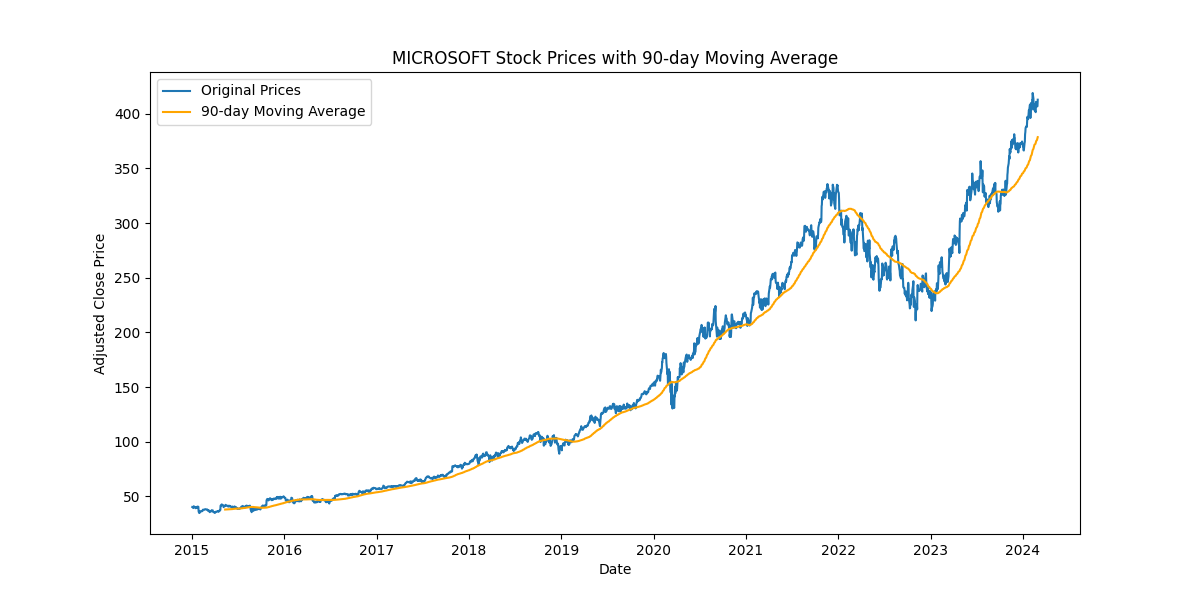 MICROSOFT Stock Prices with 90-day Moving Average
Original Prices
90-day Moving Average
Adjusted Close Price
400
350
300
250
200
150
100
50
2015 2016 2017 2018 2019 2020 2021 2022 2023 2024
Date